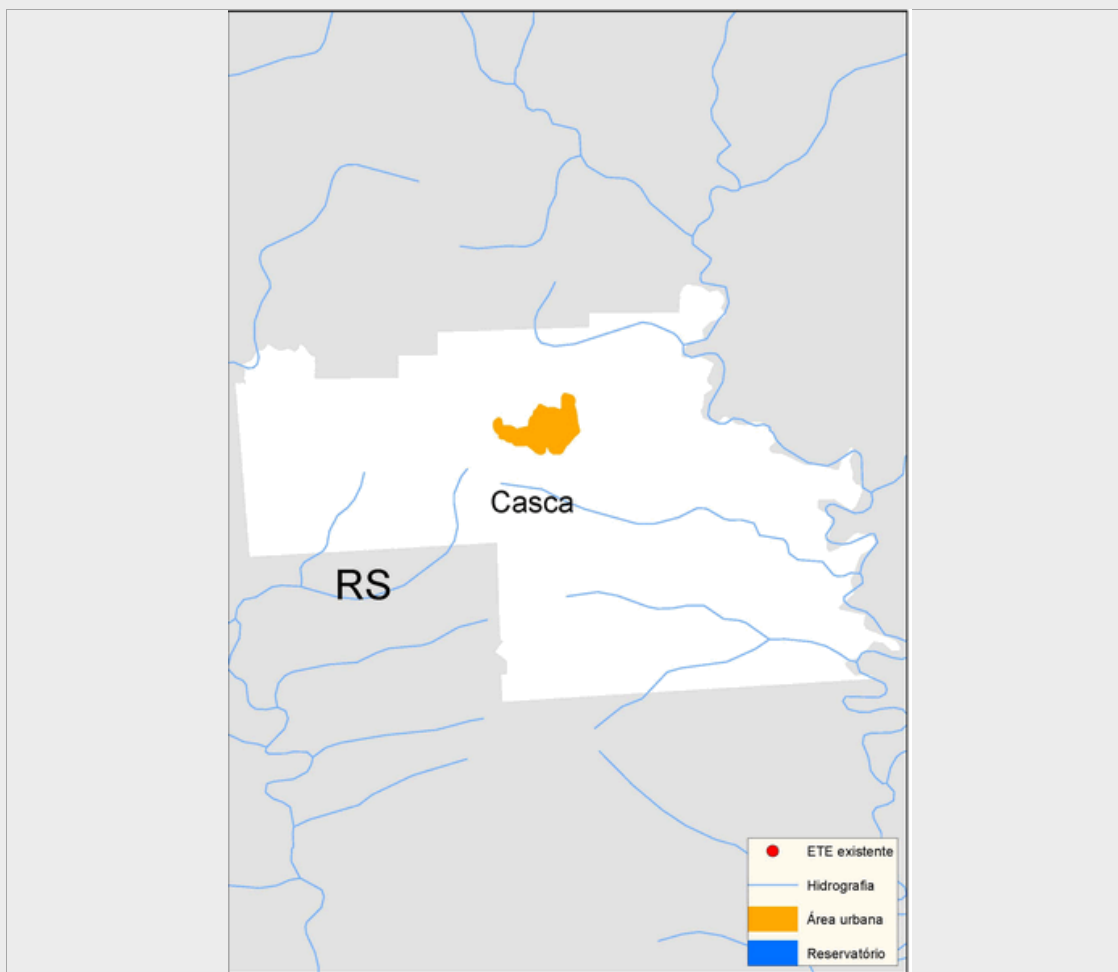 Casca
RS
ETE existente
Hidrografia
Área urbana
Reservatório